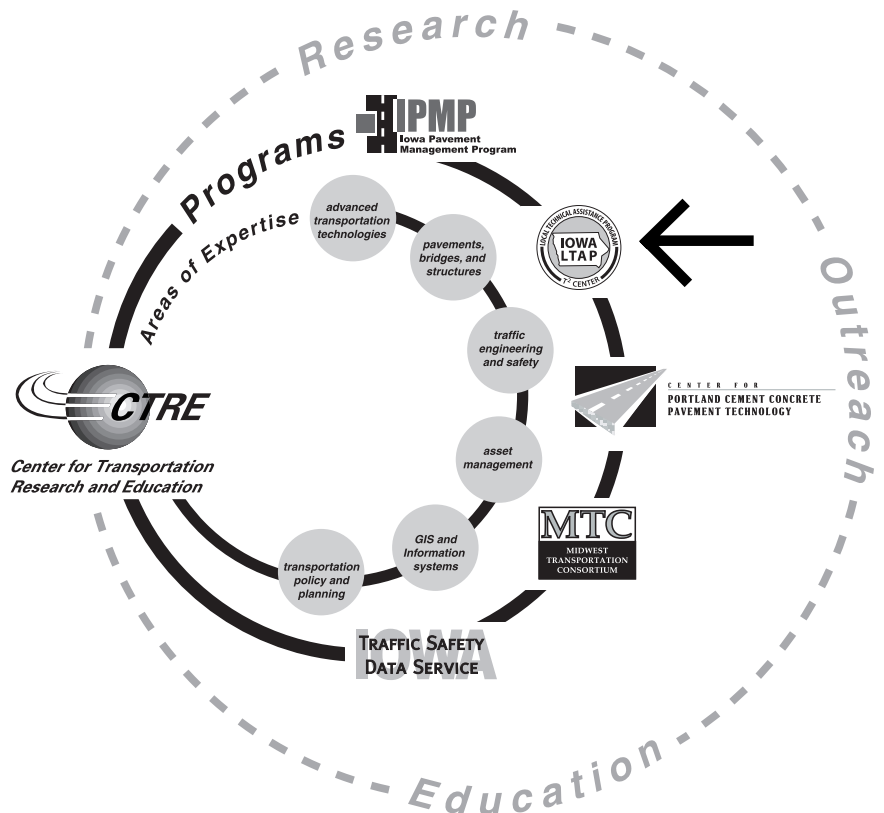 Research
IPMP
Iowa Pavement
Management Program
Programs
Areas of Expertise
advanced
transportation
technologies
pavements,
bridges, and
structures
LOCAL TECHNICAL ASSISTANCE PROGRAM
IOWA
LTAP
T² CENTER
Outreach
traffic
engineering
and safety
CTRE
Center for Transportation
Research and Education
CENTER FOR
PORTLAND CEMENT CONCRETE
PAVEMENT TECHNOLOGY
asset
management
MTC
MIDWEST
TRANSPORTATION
CONSORTIUM
GIS and
Information
systems
transportation
policy and
planning
IOWA
TRAFFIC SAFETY
DATA SERVICE
Education